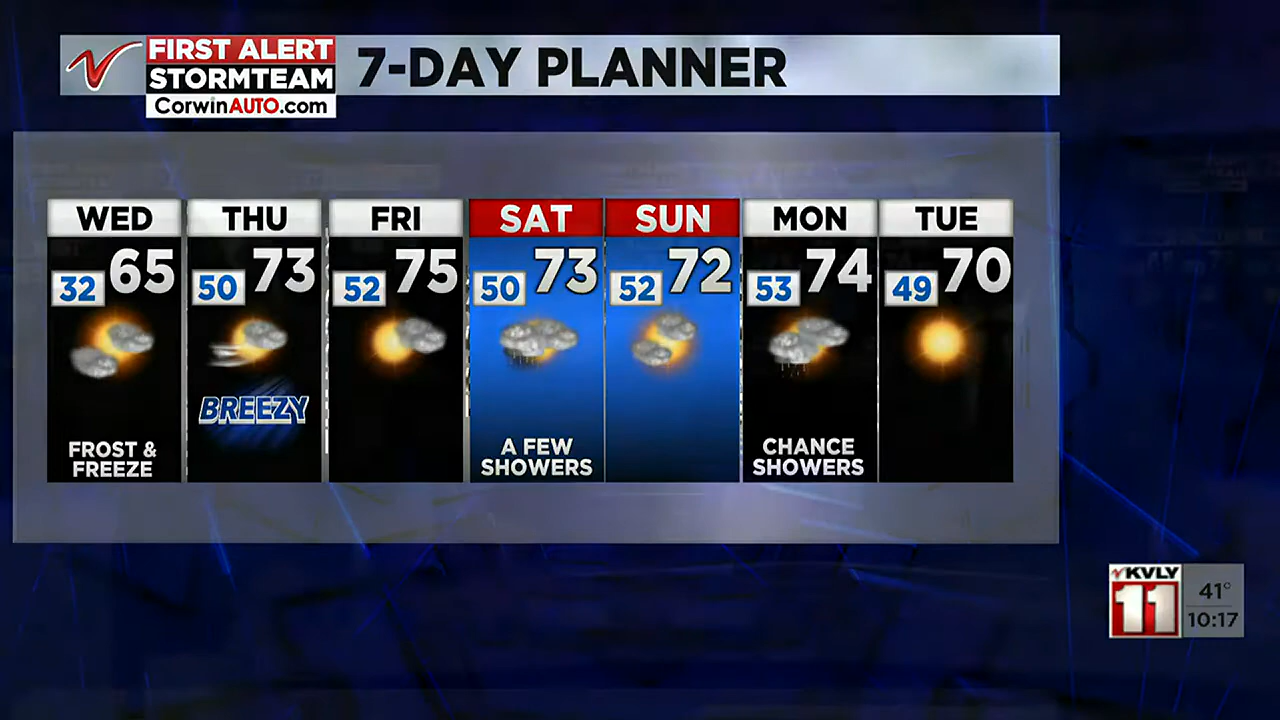 FIRST ALERT
STORMTEAM
CorwinAUTO.com
7-DAY PLANNER
WED
32 65
FROST &
FREEZE
THU
50 73
BREEZY
FRI
52 75
SAT
50 73
A FEW
SHOWERS
SUN
52 72
MON
53 74
CHANCE
SHOWERS
TUE
49 70
KVLY
11
41°
10:17